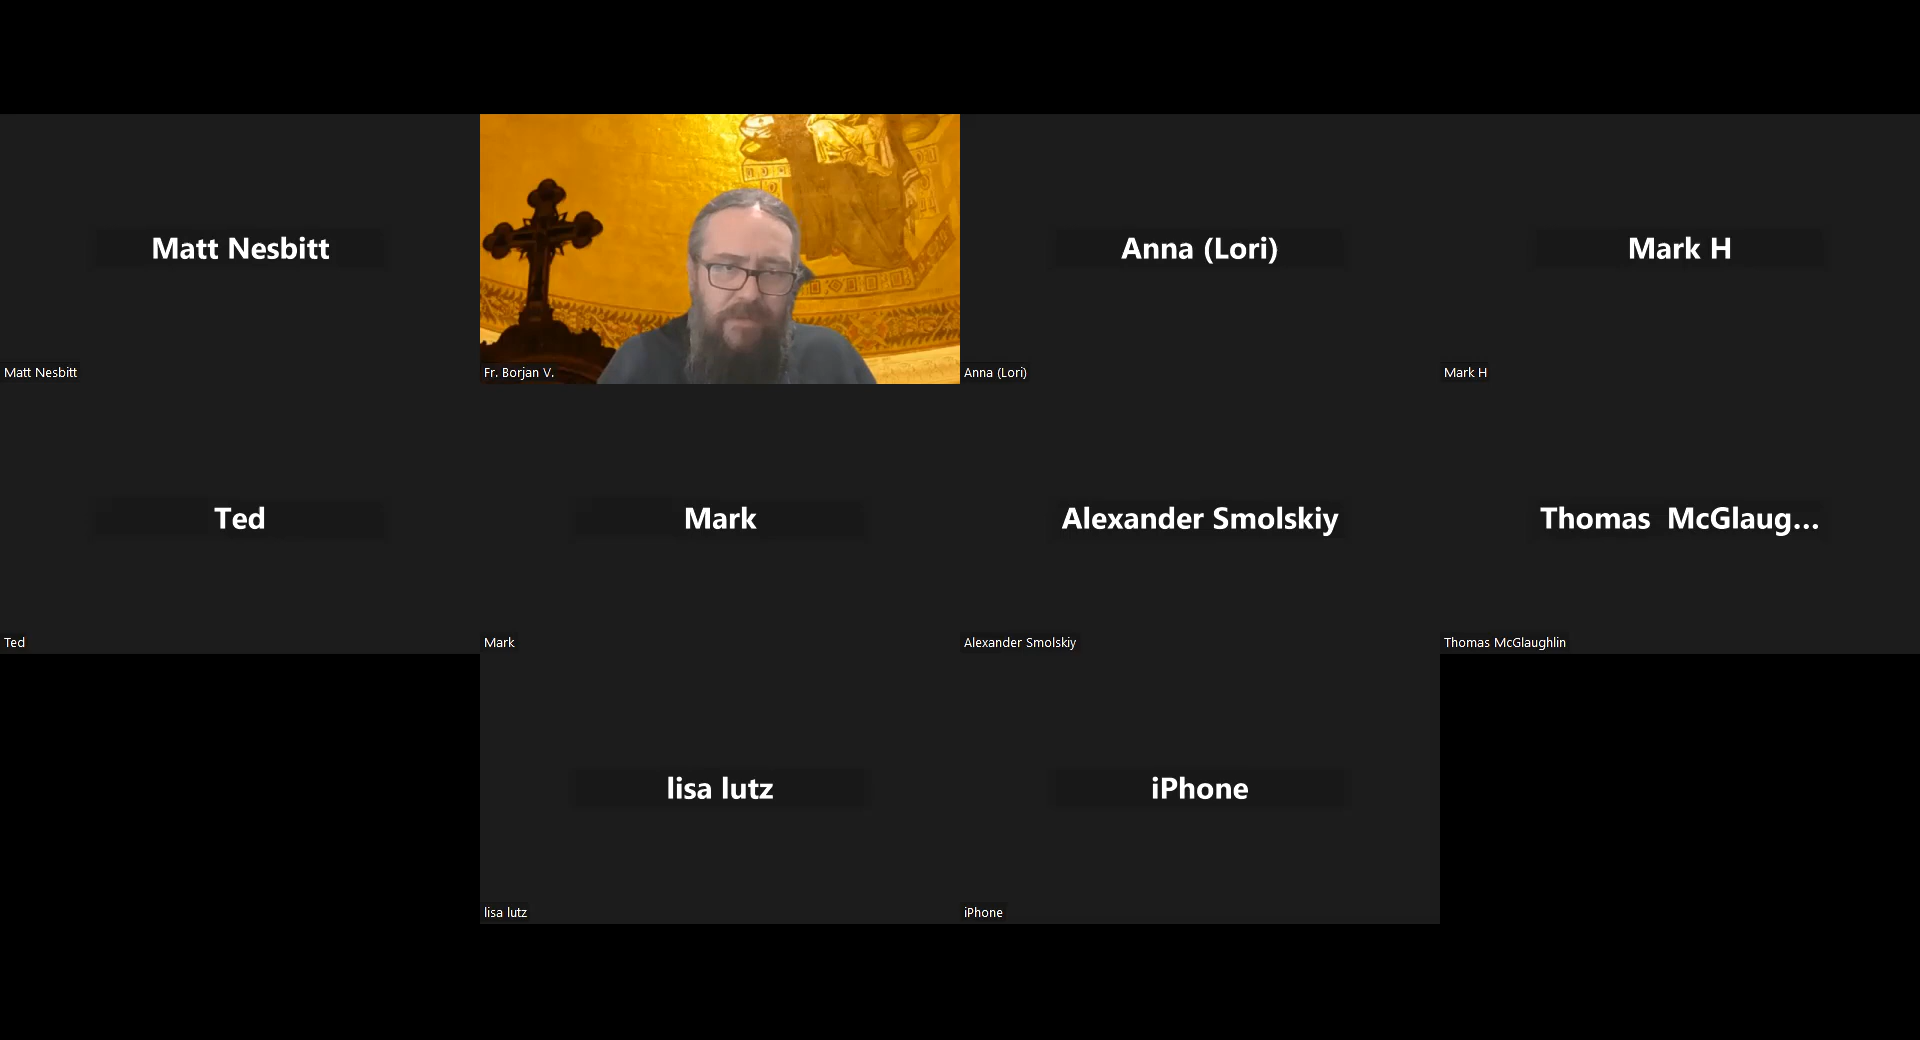 Matt Nesbitt
Anna (Lori)
Mark H
Matt Nesbitt
Fr. Borjan V.
Anna (Lori)
Mark H
Ted
Mark
Alexander Smolskiy
Thomas  McGlaug...
Ted
Mark
Alexander Smolskiy
Thomas McGlaughlin
lisa lutz
iPhone
lisa lutz
iPhone